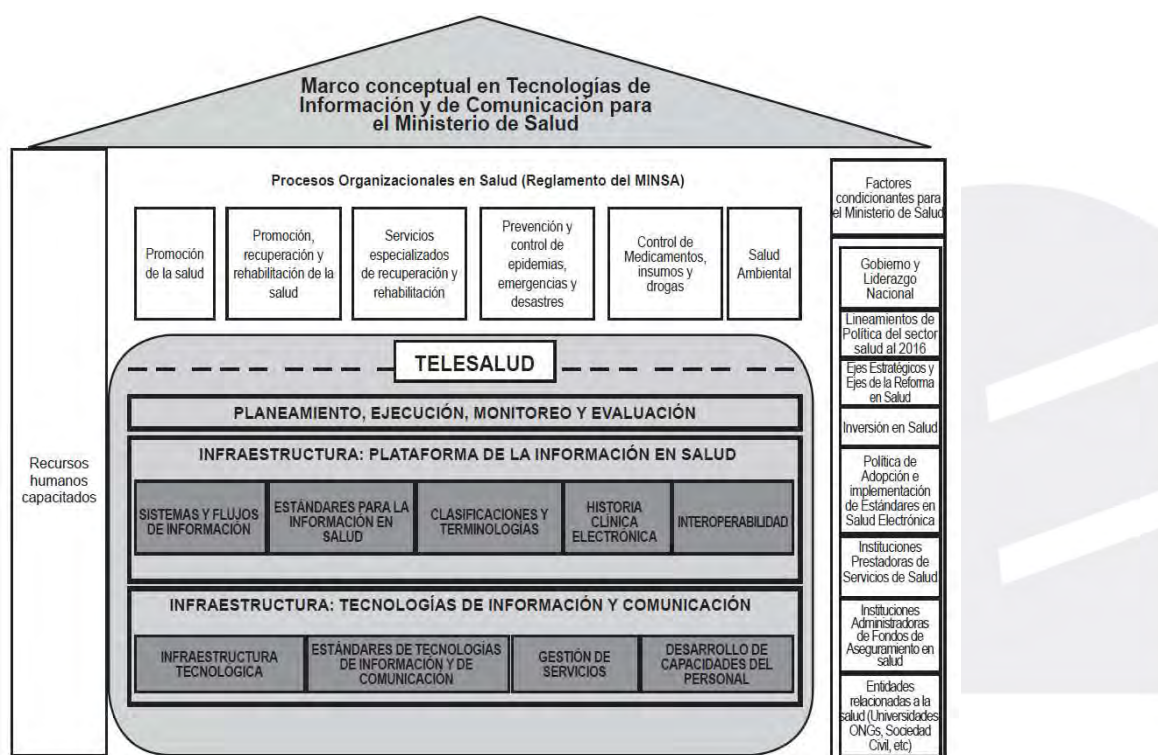 Marco conceptual en Tecnologías de
Información y de Comunicación para
el Ministerio de Salud
Recursos
humanos
capacitados
Procesos Organizacionales en Salud (Reglamento del MINSA)
Promoción
de la salud
Promoción,
recuperación y
rehabilitación de la
salud
Servicios
especializados
de recuperación y
rehabilitación
Prevención y
control de
epidemias,
emergencias y
desastres
Control de
Medicamentos,
insumos y
drogas
Salud
Ambiental
TELESALUD
PLANEAMIENTO, EJECUCIÓN, MONITOREO Y EVALUACIÓN
INFRAESTRUCTURA: PLATAFORMA DE LA INFORMACIÓN EN SALUD
SISTEMAS Y FLUJOS
DE INFORMACIÓN
ESTÁNDARES PARA LA
INFORMACIÓN EN
SALUD
CLASIFICACIONES Y
TERMINOLOGÍAS
HISTORIA
CLÍNICA
ELECTRÓNICA
INTEROPERABILIDAD
INFRAESTRUCTURA: TECNOLOGÍAS DE INFORMACIÓN Y COMUNICACIÓN
INFRAESTRUCTURA
TECNOLÓGICA
ESTÁNDARES DE TECNOLOGÍAS
DE INFORMACIÓN Y DE
COMUNICACIÓN
GESTIÓN DE
SERVICIOS
DESARROLLO DE
CAPACIDADES DEL
PERSONAL
Factores
condicionantes para
el Ministerio de Salud
Gobierno y
Liderazgo
Nacional
Lineamientos de
Política del sector
salud al 2016
Ejes Estratégicos y
Ejes de la Reforma
en Salud
Inversión en Salud
Política de
Adopción e
implementación
de Estándares en
Salud Electrónica
Instituciones
Prestadoras de
Servicios de Salud
Instituciones
Administradoras
de Fondos de
Aseguramiento en
salud
Entidades
relacionadas a la
salud (Universidades
ONGs, Sociedad
Civil, etc)